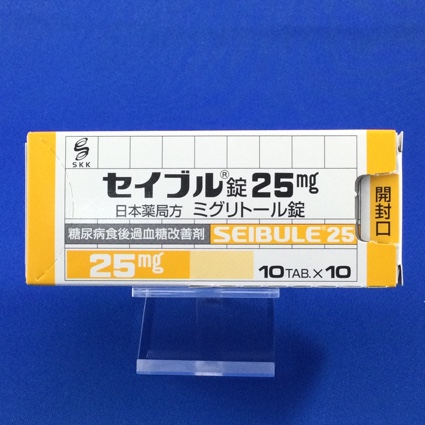 SKK
セイブル®錠25mg
日本薬局方 ミグリトール錠
糖尿病食後過血糖改善剤 SEIBULE 25
25mg
10TAB.×10
開封口